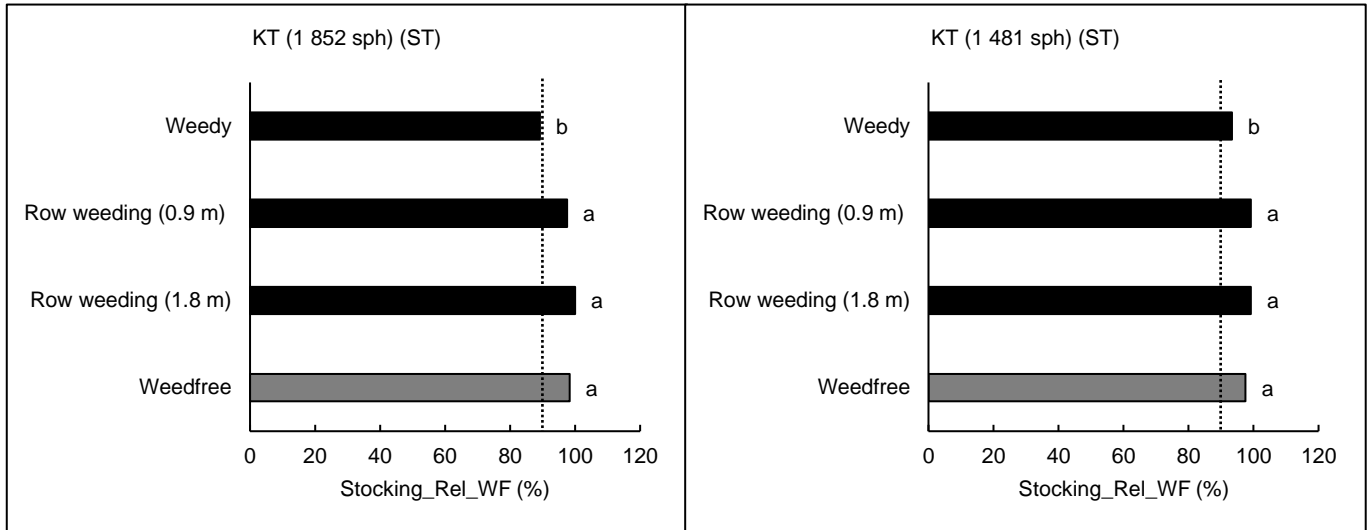 KT (1 852 sph) (ST)
Weedy
b
Row weeding (0.9 m)
a
Row weeding (1.8 m)
a
Weedfree
a
0 20 40 60 80 100 120
Stocking_Rel_WF (%)
KT (1 481 sph) (ST)
Weedy
b
Row weeding (0.9 m)
a
Row weeding (1.8 m)
a
Weedfree
a
0 20 40 60 80 100 120
Stocking_Rel_WF (%)